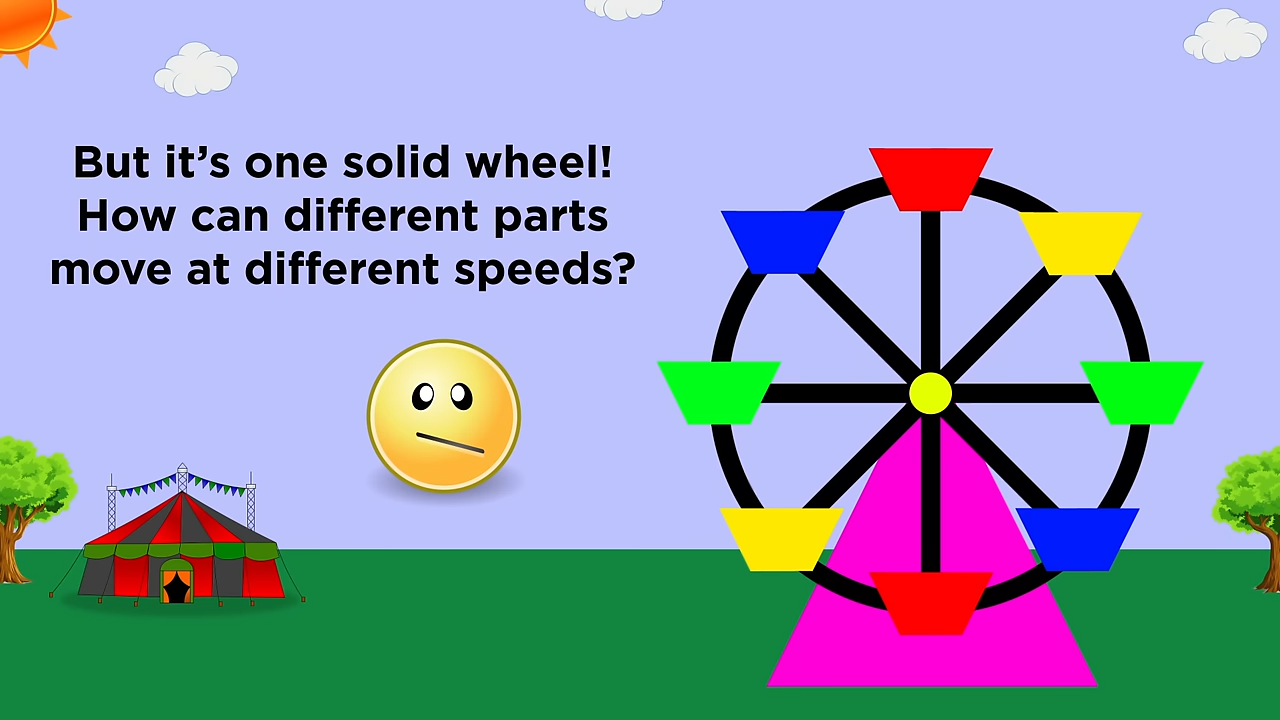 But it’s one solid wheel!
How can different parts
move at different speeds?